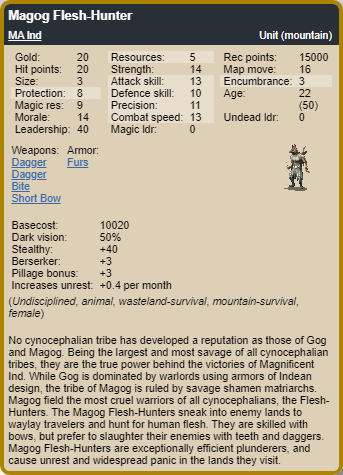 Magog Flesh-Hunter
MA Ind Unit (mountain)
Gold: 20 Resources: 5 Rec points: 15000
Hit points: 20 Strength: 14 Map move: 16
Size: 3 Attack skill: 13 Encumbrance: 3
Protection: 8 Defence skill: 10 Age: 22
Magic res: 9 Precision: 11 (50)
Morale: 14 Combat speed: 13 Undead ldr: 0
Leadership: 40 Magic ldr: 0
Weapons: Armor:
Dagger Furs
Dagger
Bite
Short Bow
Basecost: 10020
Dark vision: 50%
Stealthy: +40
Berserker: +3
Pillage bonus: +3
Increases unrest: +0.4 per month
(Undisciplined, animal, wasteland-survival, mountain-survival,
female)
No cynocephalian tribe has developed a reputation as those of Gog
and Magog. Being the largest and most savage of all cynocephalian
tribes, they are the true power behind the victories of Magnificent
Ind. While Gog is dominated by warlords using armors of Indean
design, the tribe of Magog is ruled by savage shamen matriarchs.
Magog field the most cruel warriors of all cynocephalians, the Flesh-
Hunters. The Magog Flesh-Hunters sneak into enemy lands to
waylay travelers and hunt for human flesh. They are skilled with
bows, but prefer to slaughter their enemies with teeth and daggers.
Magog Flesh-Hunters are exceptionally efficient plunderers, and
cause unrest and widespread panic in the lands they visit.